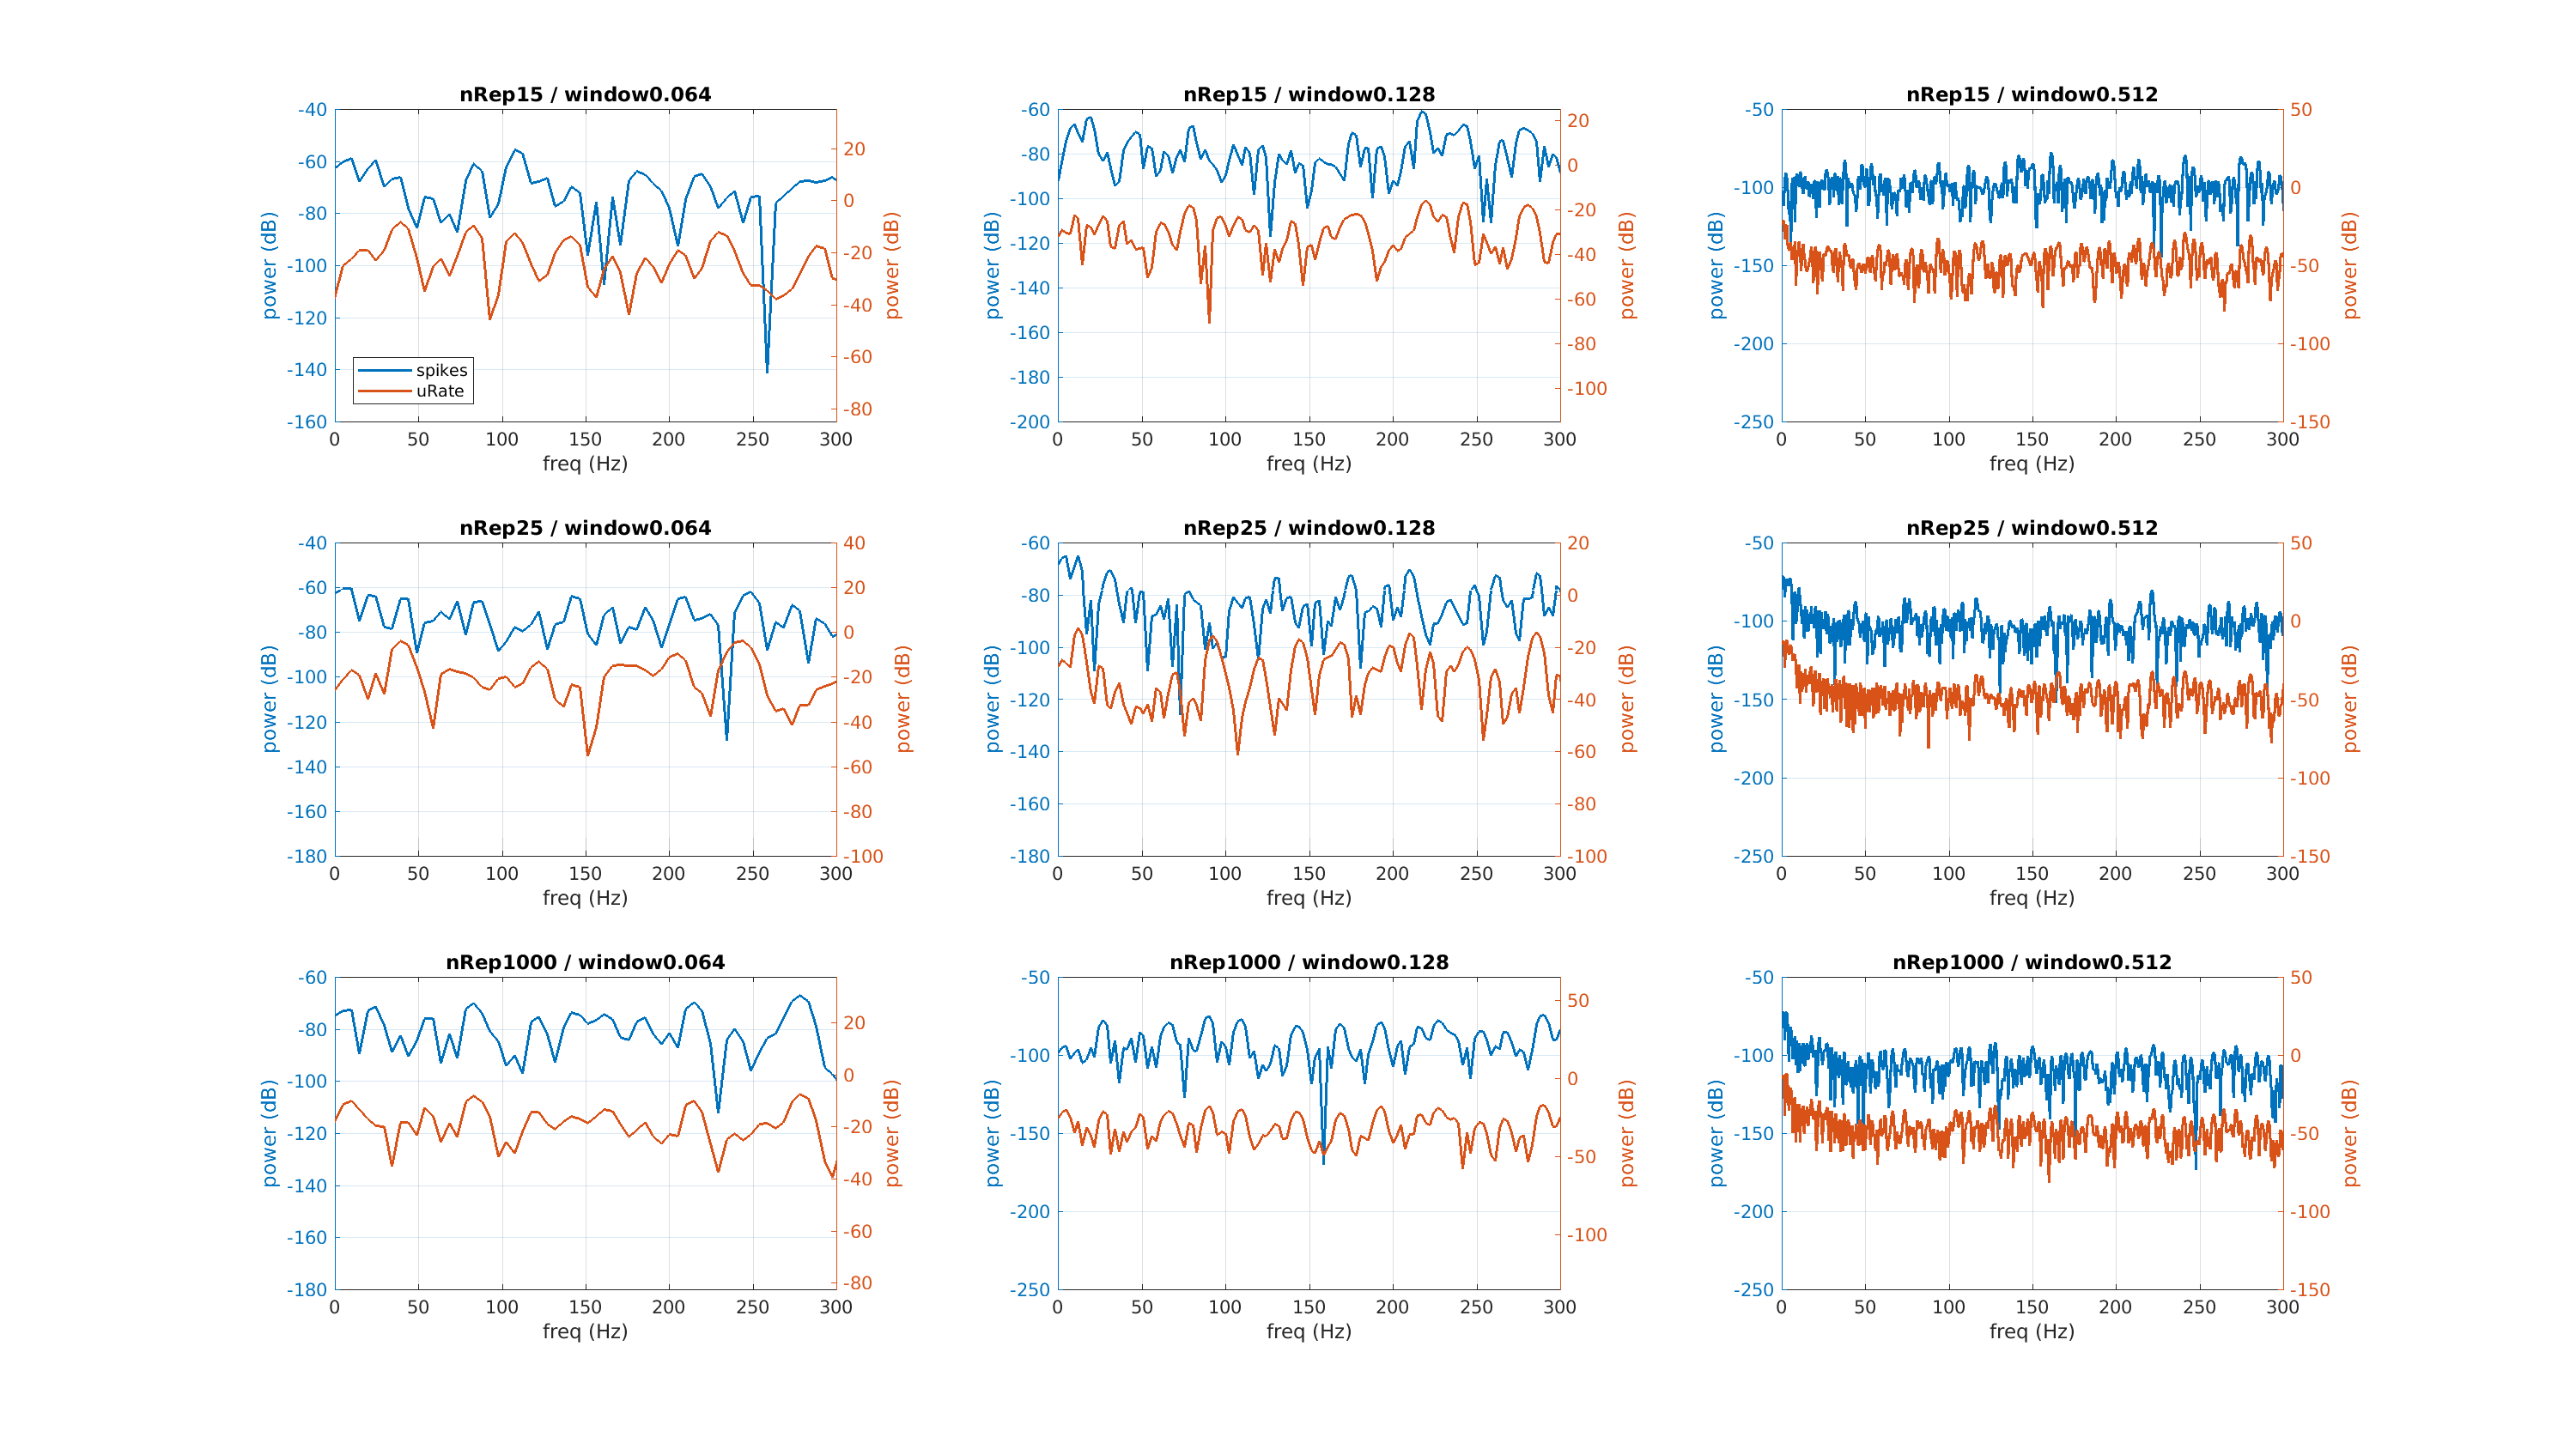 nRep15 / window0.064
-40
-60
-80
-100
-120
-140
-160
power (dB)
20
0
-20
-40
-60
-80
power (dB)
spikes
uRate
0 50 100 150 200 250 300
freq (Hz)
nRep15 / window0.128
-60
-80
-100
-120
-140
-160
-180
-200
power (dB)
20
0
-20
-40
-60
-80
-100
power (dB)
0 50 100 150 200 250 300
freq (Hz)
nRep15 / window0.512
-50
-100
-150
-200
-250
power (dB)
50
0
-50
-100
-150
power (dB)
0 50 100 150 200 250 300
freq (Hz)
nRep25 / window0.064
-40
-60
-80
-100
-120
-140
-160
-180
power (dB)
40
20
0
-20
-40
-60
-80
-100
power (dB)
0 50 100 150 200 250 300
freq (Hz)
nRep25 / window0.128
-60
-80
-100
-120
-140
-160
-180
power (dB)
20
0
-20
-40
-60
-80
-100
power (dB)
0 50 100 150 200 250 300
freq (Hz)
nRep25 / window0.512
-50
-100
-150
-200
-250
power (dB)
50
0
-50
-100
-150
power (dB)
0 50 100 150 200 250 300
freq (Hz)
nRep1000 / window0.064
-60
-80
-100
-120
-140
-160
-180
power (dB)
20
0
-20
-40
-60
-80
power (dB)
0 50 100 150 200 250 300
freq (Hz)
nRep1000 / window0.128
-50
-100
-150
-200
-250
power (dB)
50
0
-50
-100
power (dB)
0 50 100 150 200 250 300
freq (Hz)
nRep1000 / window0.512
-50
-100
-150
-200
-250
power (dB)
50
0
-50
-100
-150
power (dB)
0 50 100 150 200 250 300
freq (Hz)